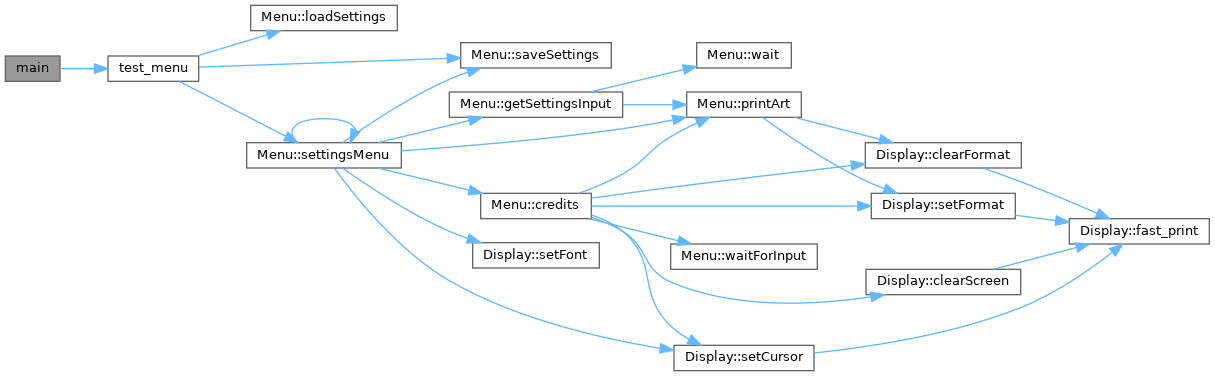 main
test_menu
Menu::loadSettings
Menu::saveSettings
Menu::settingsMenu
Menu::getSettingsInput
Menu::wait
Menu::printArt
Menu::credits
Display::setFont
Menu::waitForInput
Display::clearFormat
Display::setFormat
Display::clearScreen
Display::setCursor
Display::fast_print